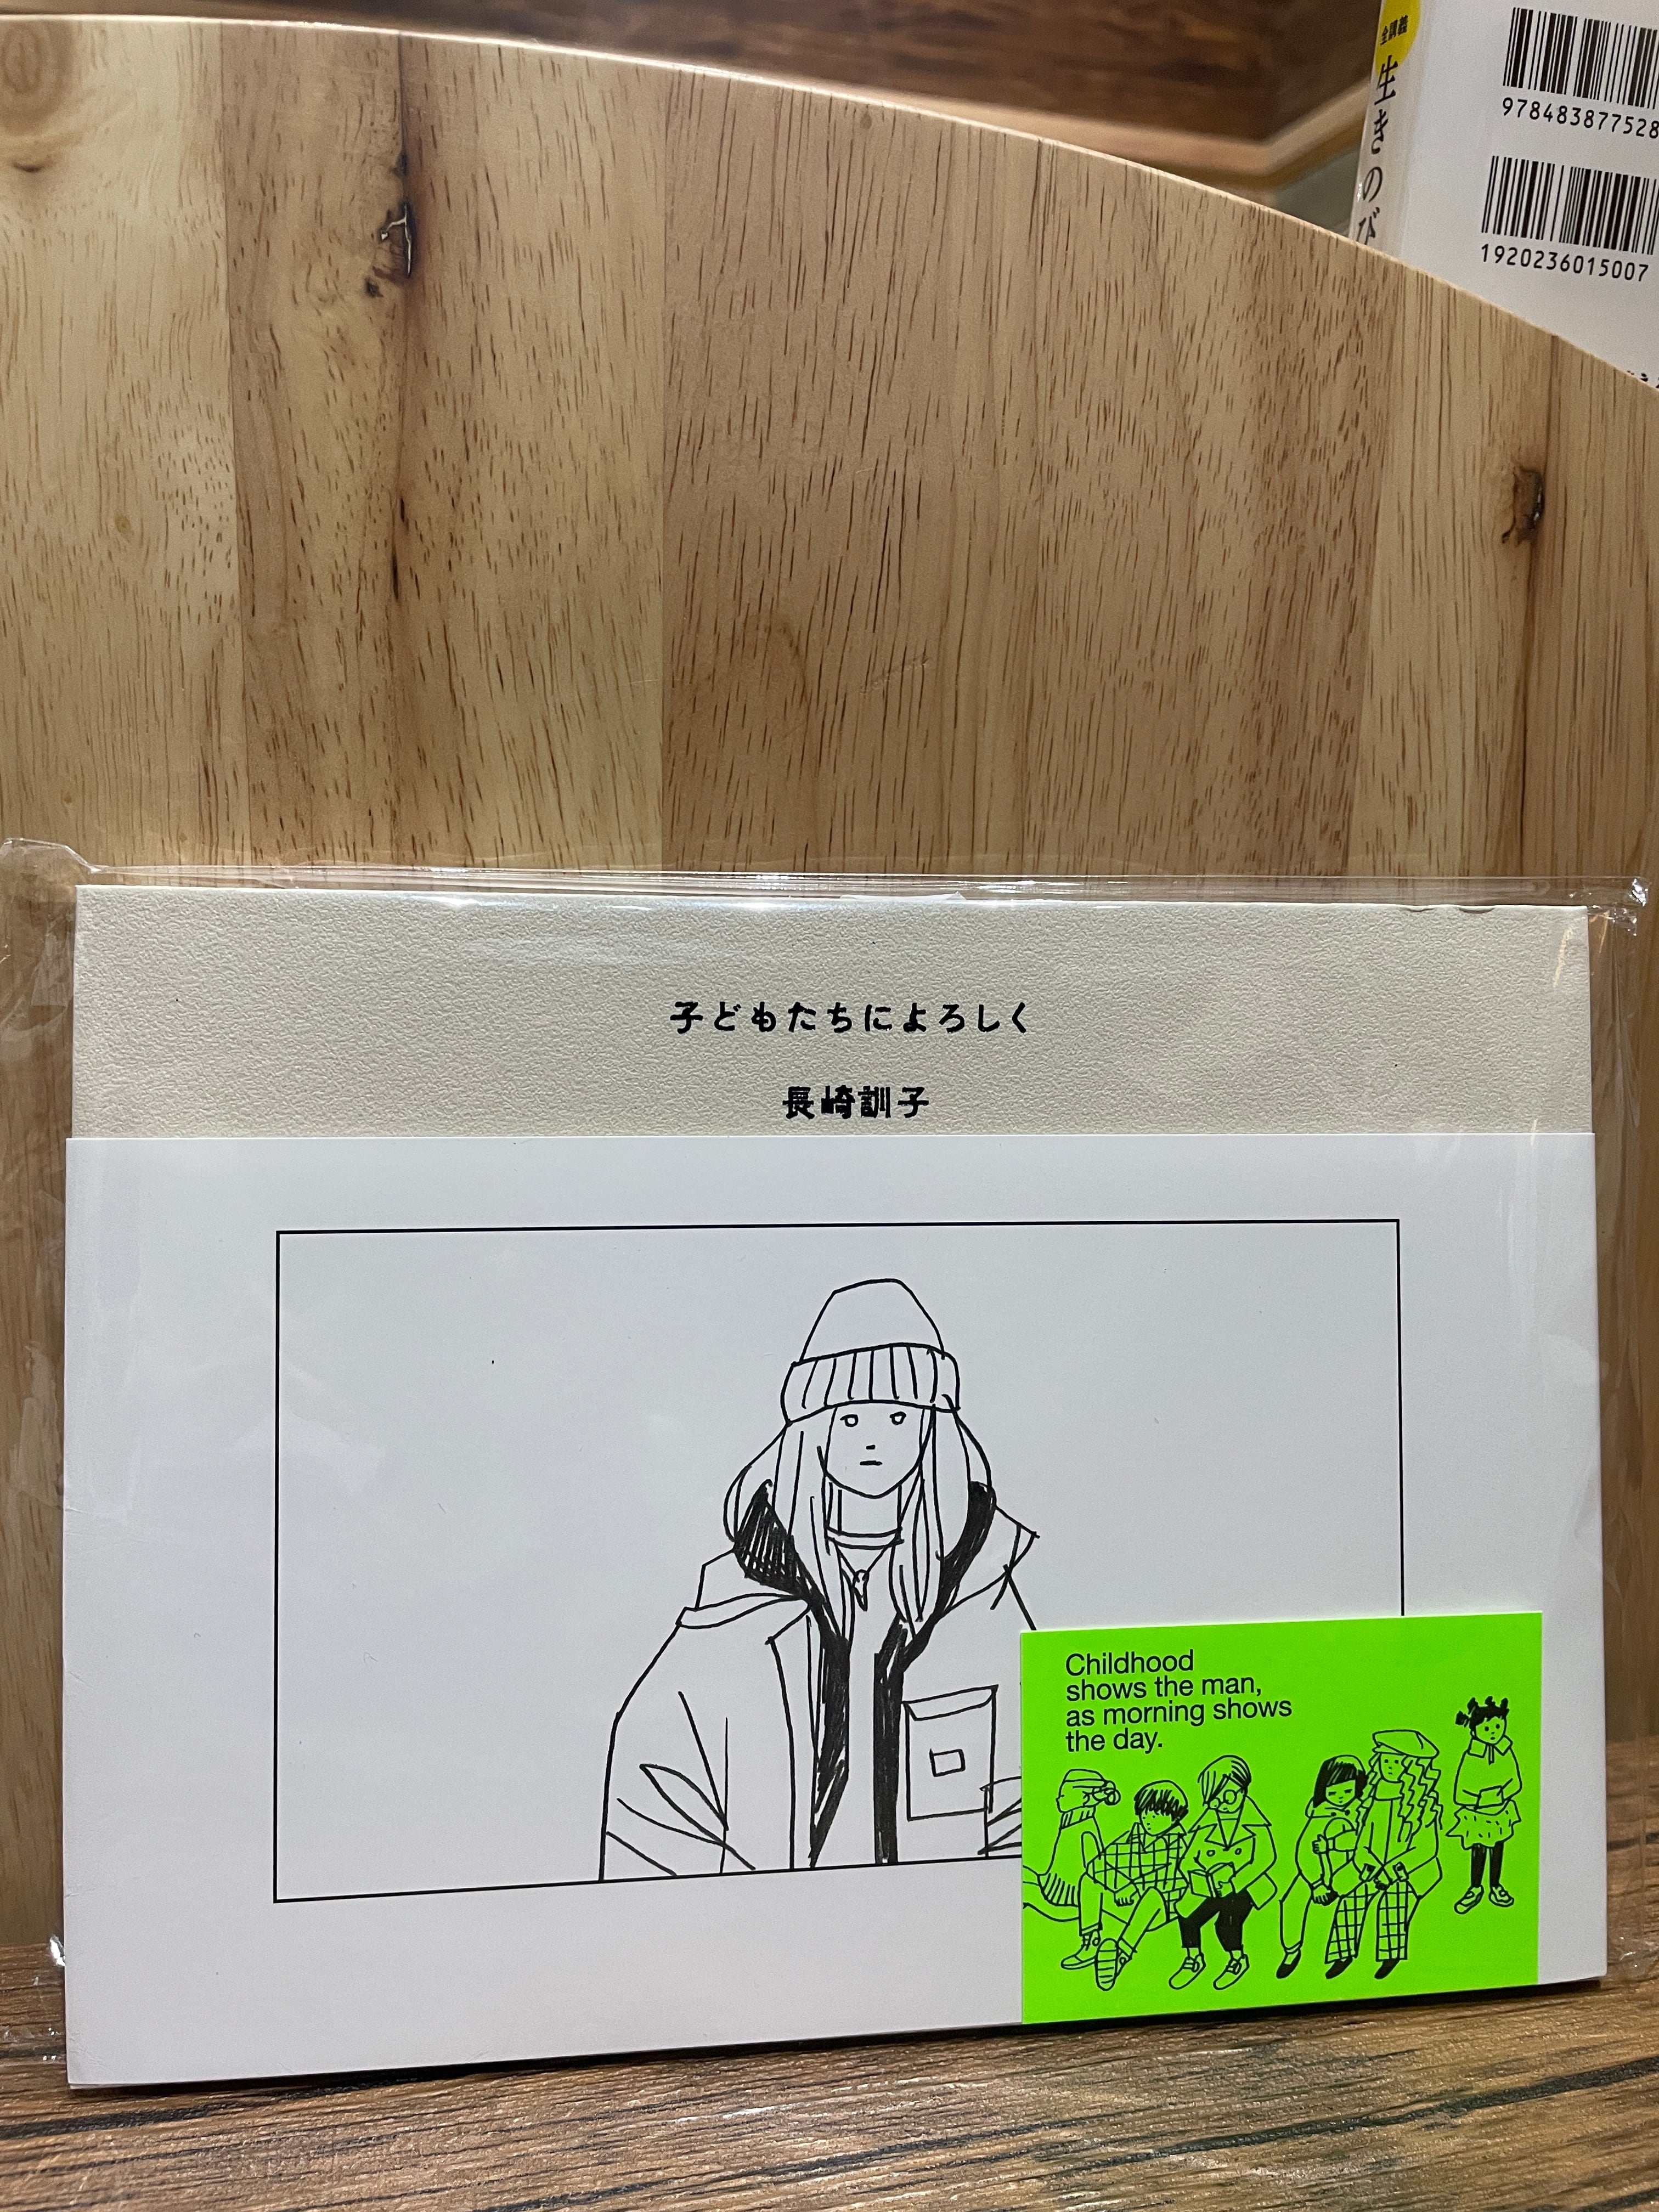 全講義
生きのび
978483877528
1920236015007
子どもたちによろしく
長崎訓子
Childhood
shows the man,
as morning shows
the day.